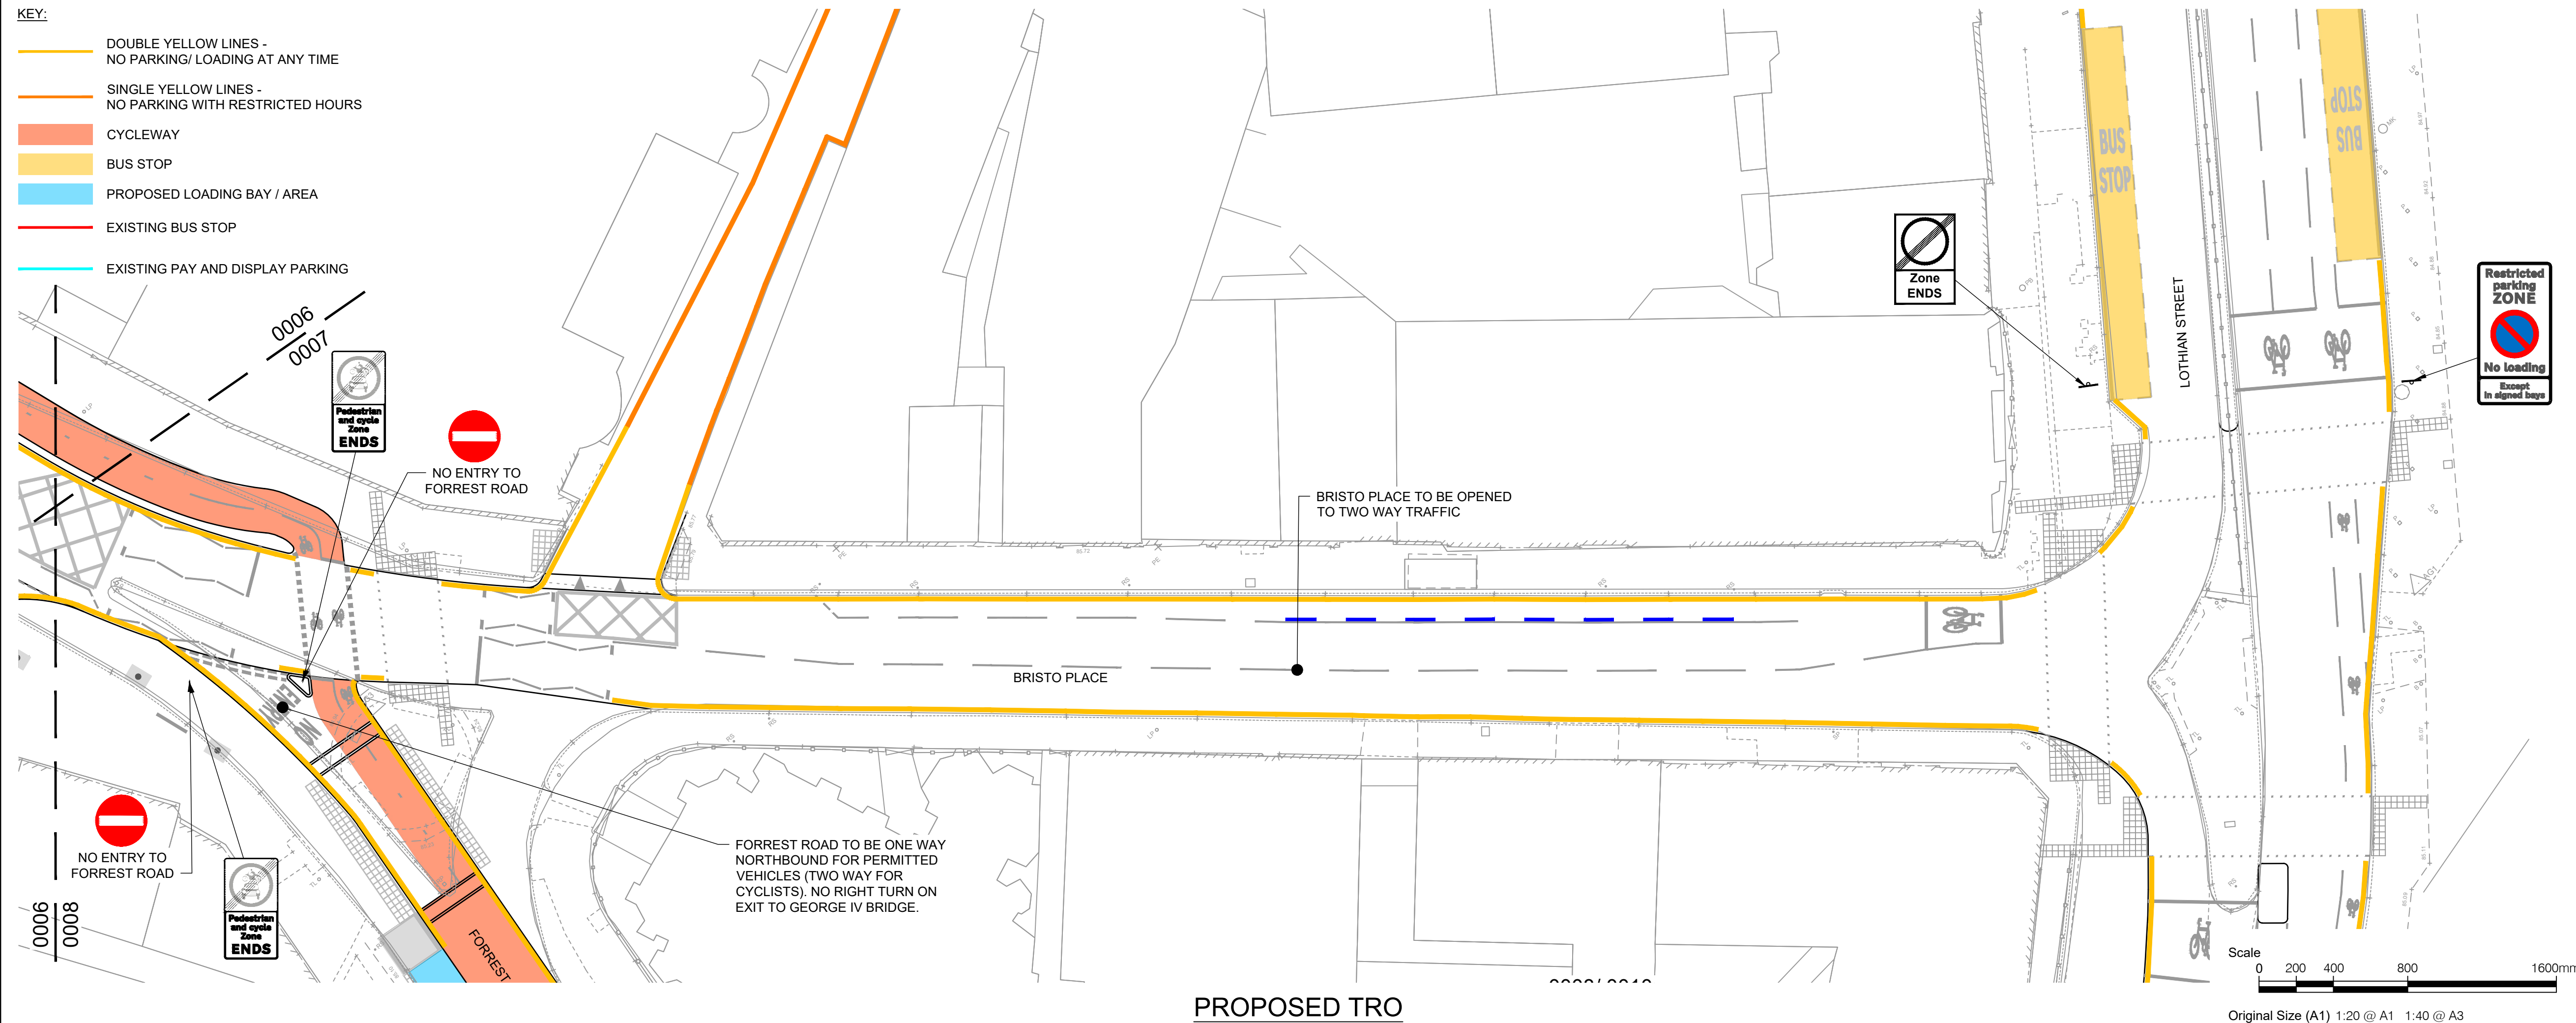 KEY:
DOUBLE YELLOW LINES -
NO PARKING/ LOADING AT ANY TIME
SINGLE YELLOW LINES -
NO PARKING WITH RESTRICTED HOURS
CYCLEWAY
BUS STOP
PROPOSED LOADING BAY / AREA
EXISTING BUS STOP
EXISTING PAY AND DISPLAY PARKING
0006
0007
Pedestrian
and cycle
Zone
ENDS
NO ENTRY TO
FORREST ROAD
BRISTO PLACE TO BE OPENED
TO TWO WAY TRAFFIC
BRISTO PLACE
Zone
ENDS
BUS
STOP
LOTHIAN STREET
BUS
STOP
Restricted
parking
ZONE
No loading
Except
in signed bays
NO ENTRY TO
FORREST ROAD
Pedestrian
and cycle
Zone
ENDS
0006
0008
FORREST ROAD TO BE ONE WAY
NORTHBOUND FOR PERMITTED
VEHICLES (TWO WAY FOR
CYCLISTS). NO RIGHT TURN ON
EXIT TO GEORGE IV BRIDGE.
FORREST
PROPOSED TRO
Scale
0 200 400 800 1600mm
Original Size (A1) 1:20 @ A1 1:40 @ A3